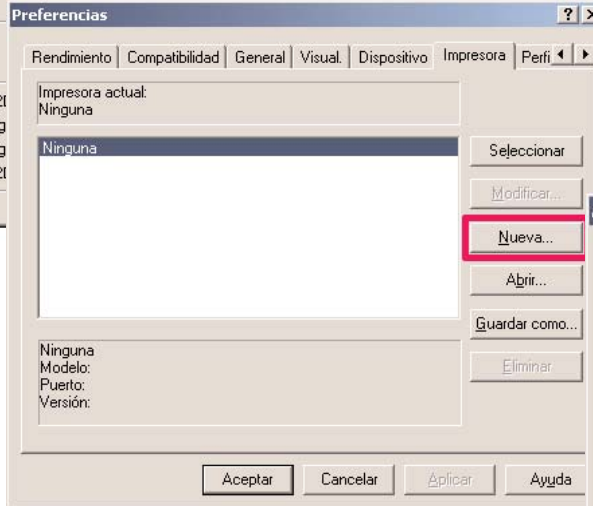 Preferencias
Rendimiento Compatibilidad General Visual. Dispositivo Impresora Perfi
Impresora actual:
Ninguna
Ninguna
Seleccionar
Modificar...
Nueva...
Abrir...
Guardar como...
Eliminar
Ninguna
Modelo:
Puerto:
Versión:
Aceptar Cancelar Aplicar Ayuda